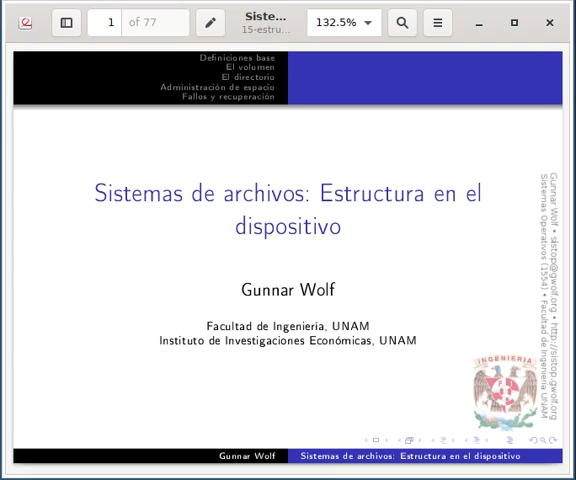 1
of 77
Siste...
15-estru...
132.5%
Definiciones base
El volumen
El directorio
Administración de espacio
Fallos y recuperación
Sistemas de archivos: Estructura en el
dispositivo
Gunnar Wolf
Facultad de Ingeniería, UNAM
Instituto de Investigaciones Económicas, UNAM
Gunnar Wolf • sistop@gwolf.org • http://sistop.gwolf.org
Sistemas Operativos (1554) • Facultad de Ingeniería UNAM
INGENIERIA
Gunnar Wolf
Sistemas de archivos: Estructura en el dispositivo